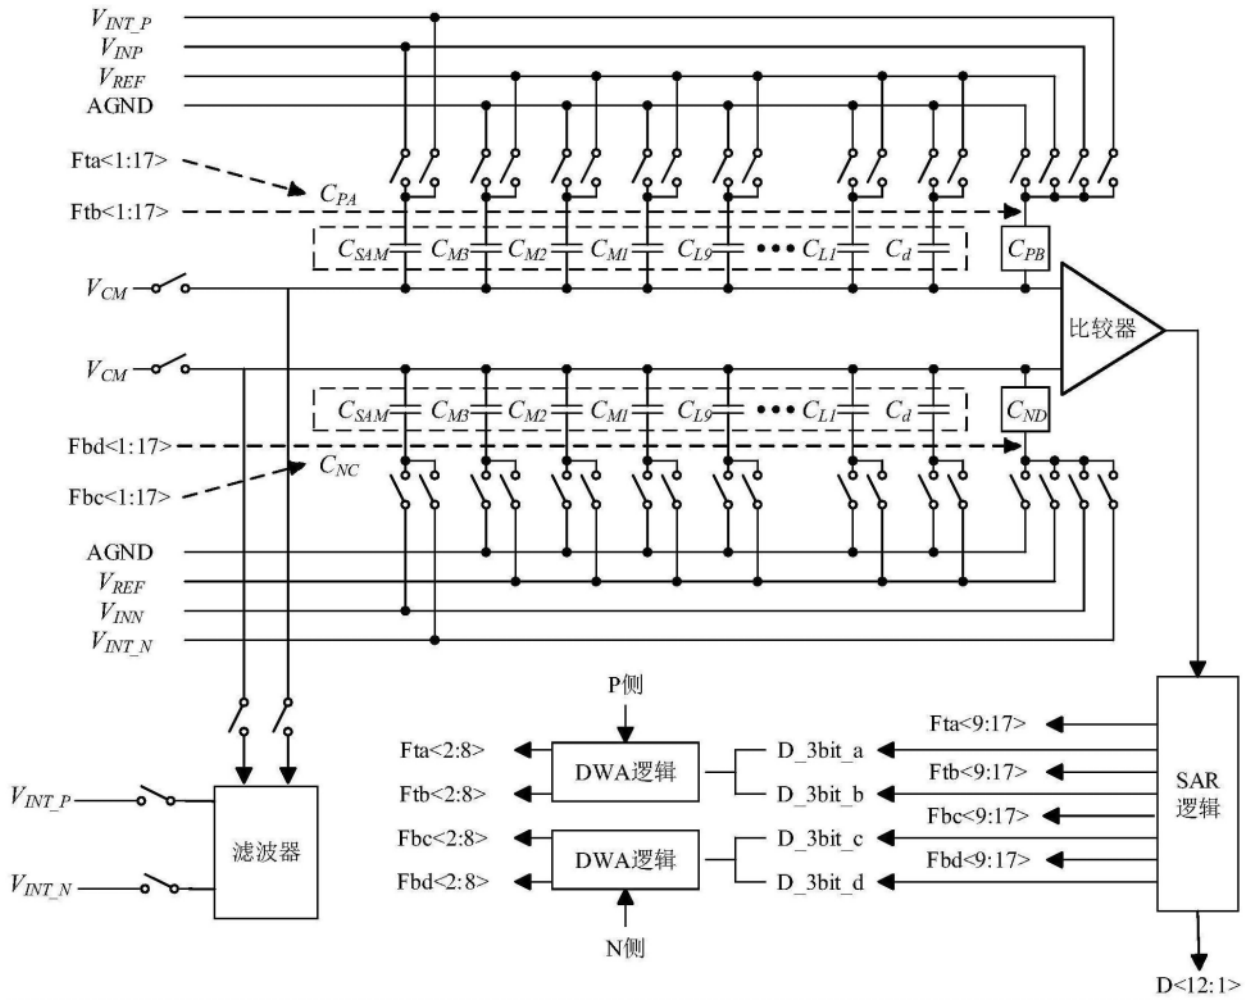 V_INT_P
V_INP
V_REF
AGND
Fta<1:17>
C_PA
Ftb<1:17>
C_SAM C_M3 C_M2 C_M1 C_L9 ••• C_L1 C_d C_PB
V_CM
比较器
V_CM
C_SAM C_M3 C_M2 C_M1 C_L9 ••• C_L1 C_d C_ND
Fbd<1:17>
C_NC
Fbc<1:17>
AGND
V_REF
V_INN
V_INT_N
P侧
Fta<9:17>
Fta<2:8> DWA逻辑 D_3bit_a
Ftb<9:17>
SAR
逻辑
Ftb<2:8> D_3bit_b
Fbc<9:17>
Fbc<2:8> DWA逻辑 D_3bit_c
Fbd<9:17>
Fbd<2:8> D_3bit_d
N侧
V_INT_P
滤波器
V_INT_N
D<12:1>